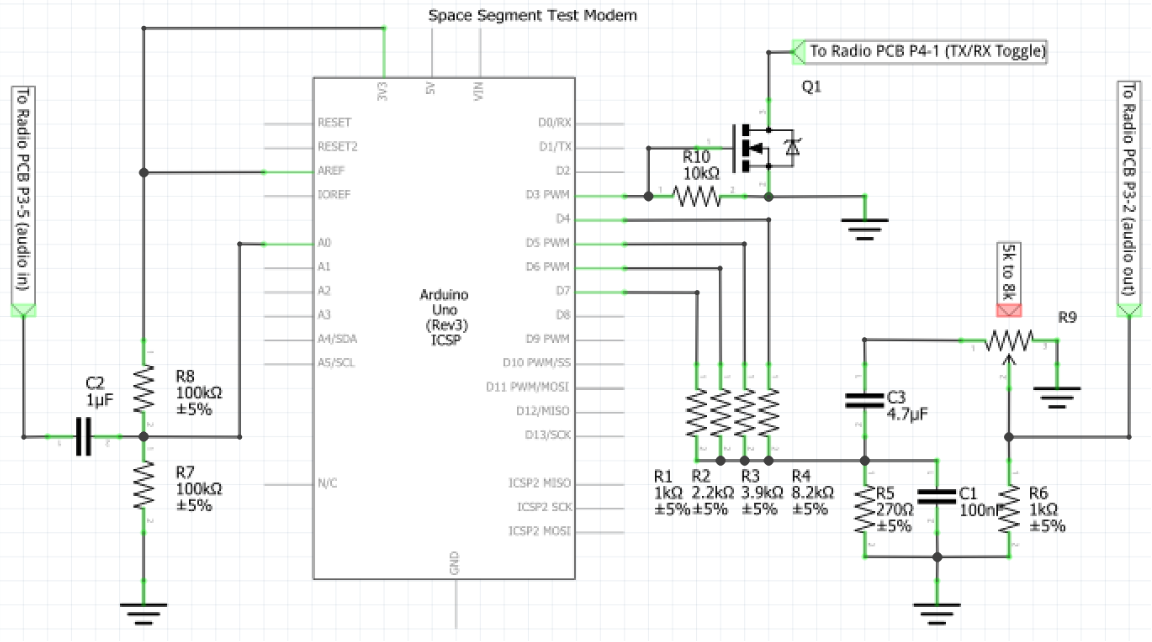 Space Segment Test Modem
To Radio PCB P4-1 (TX/RX Toggle)
Q1
To Radio PCB P3-5 (audio in)
To Radio PCB P3-2 (audio out)
3V3
5V
VIN
RESET
RESET2
AREF
IOREF
A0
A1
A2
A3
A4/SDA
A5/SCL
N/C
D0/RX
D1/TX
D2
D3 PWM
D4
D5 PWM
D6 PWM
D7
D8
D9 PWM
D10 PWM/SS
D11 PWM/MOSI
D12/MISO
D13/SCK
ICSP2 MISO
ICSP2 SCK
ICSP2 MOSI
GND
Arduino
Uno
(Rev3)
ICSP
R10
10kΩ
5k to 8k
R9
C2
1µF
R8
100kΩ
±5%
R7
100kΩ
±5%
C3
4.7µF
R1
1kΩ
±5%
R2
2.2kΩ
±5%
R3
3.9kΩ
±5%
R4
8.2kΩ
±5%
R5
270Ω
±5%
C1
100nF
R6
1kΩ
±5%